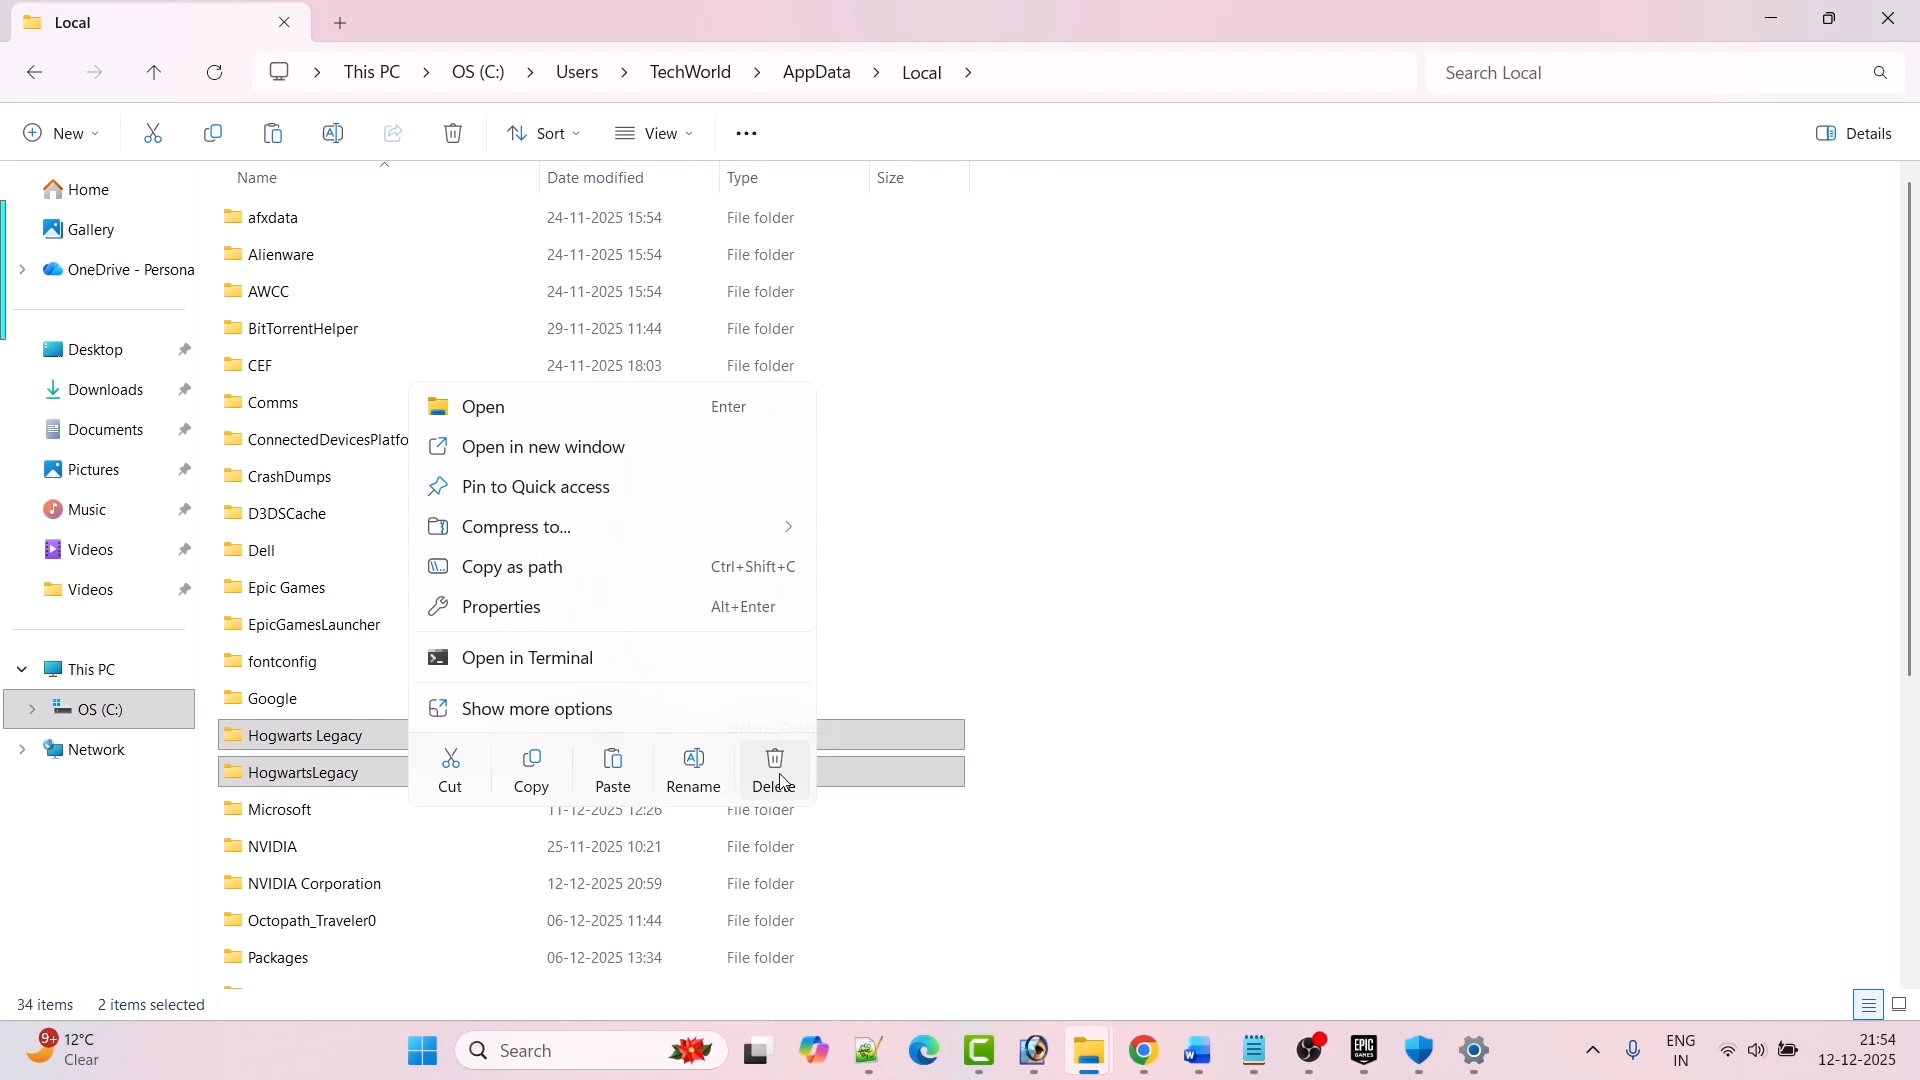 Local
This PC
OS (C:)
Users
TechWorld
AppData
Local
Search Local
New
Sort
View
Details
Home
Gallery
OneDrive - Persona
Desktop
Downloads
Documents
Pictures
Music
Videos
Videos
This PC
OS (C:)
Network
Name Date modified Type Size
afxdata 24-11-2025 15:54 File folder
Alienware 24-11-2025 15:54 File folder
AWCC 24-11-2025 15:54 File folder
BitTorrentHelper 29-11-2025 11:44 File folder
CEF 24-11-2025 18:03 File folder
Comms
ConnectedDevicesPlatfo
CrashDumps
D3DSCache
Dell
Epic Games
EpicGamesLauncher
fontconfig
Google
Hogwarts Legacy
HogwartsLegacy
Microsoft 11-12-2025 12:26 File folder
NVIDIA 25-11-2025 10:21 File folder
NVIDIA Corporation 12-12-2025 20:59 File folder
Octopath_Traveler0 06-12-2025 11:44 File folder
Packages 06-12-2025 13:34 File folder
Open Enter
Open in new window
Pin to Quick access
Compress to...
Copy as path Ctrl+Shift+C
Properties Alt+Enter
Open in Terminal
Show more options
Cut Copy Paste Rename Delete
34 items 2 items selected
9+
12°C
Clear
Search
EPIC
GAMES
ENG
IN
21:54
12-12-2025